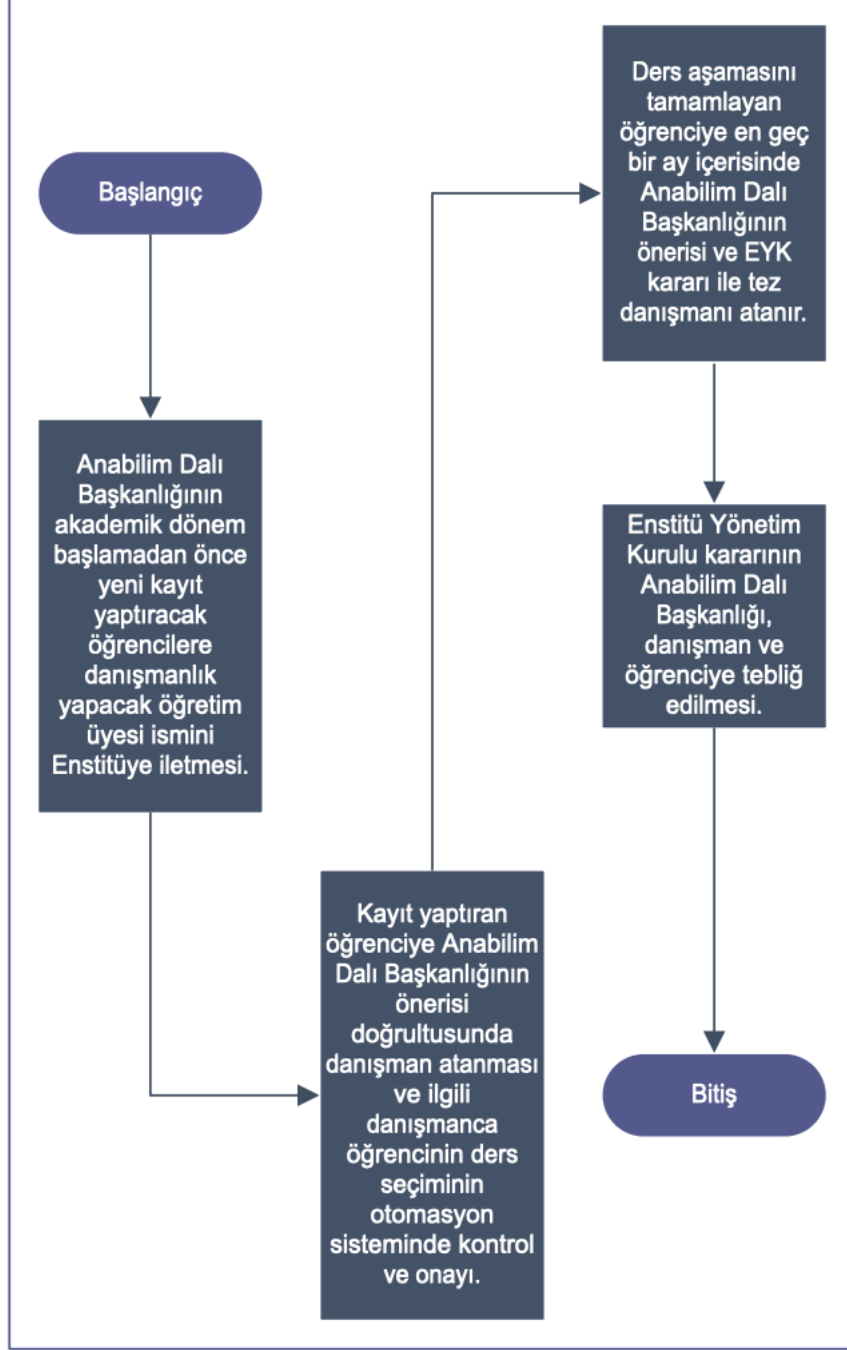 Başlangıç
Anabilim Dalı
Başkanlığının
akademik dönem
başlamadan önce
yeni kayıt
yaptıracak
öğrencilere
danışmanlık
yapacak öğretim
üyesi ismini
Enstitüye iletmesi.
Kayıt yaptıran
öğrenciye Anabilim
Dalı Başkanlığının
önerisi
doğrultusunda
danışman atanması
ve ilgili
danışmanca
öğrencinin ders
seçiminin
otomasyon
sisteminde kontrol
ve onayı.
Ders aşamasını
tamamlayan
öğrenciye en geç
bir ay içerisinde
Anabilim Dalı
Başkanlığının
önerisi ve EYK
kararı ile tez
danışmanı atanır.
Enstitü Yönetim
Kurulu kararının
Anabilim Dalı
Başkanlığı,
danışman ve
öğrenciye tebliğ
edilmesi.
Bitiş